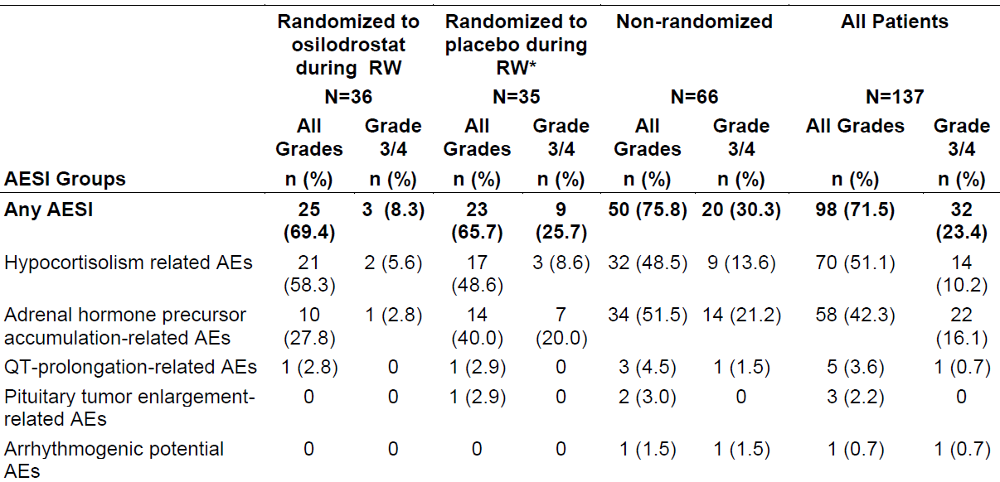 Randomized to osilodrostat during RW Randomized to placebo during RW* Non-randomized All Patients
N=36 N=35 N=66 N=137
All Grades Grade 3/4 All Grades Grade 3/4 All Grades Grade 3/4 All Grades Grade 3/4
AESI Groups n (%) n (%) n (%) n (%) n (%) n (%) n (%) n (%)
Any AESI 25 (69.4) 3 (8.3) 23 (65.7) 9 (25.7) 50 (75.8) 20 (30.3) 98 (71.5) 32 (23.4)
Hypocortisolism related AEs 21 (58.3) 2 (5.6) 17 (48.6) 3 (8.6) 32 (48.5) 9 (13.6) 70 (51.1) 14 (10.2)
Adrenal hormone precursor accumulation-related AEs 10 (27.8) 1 (2.8) 14 (40.0) 7 (20.0) 34 (51.5) 14 (21.2) 58 (42.3) 22 (16.1)
QT-prolongation-related AEs 1 (2.8) 0 1 (2.9) 0 3 (4.5) 1 (1.5) 5 (3.6) 1 (0.7)
Pituitary tumor enlargement-related AEs 0 0 1 (2.9) 0 2 (3.0) 0 3 (2.2) 0
Arrhythmogenic potential AEs 0 0 0 0 1 (1.5) 1 (1.5) 1 (0.7) 1 (0.7)